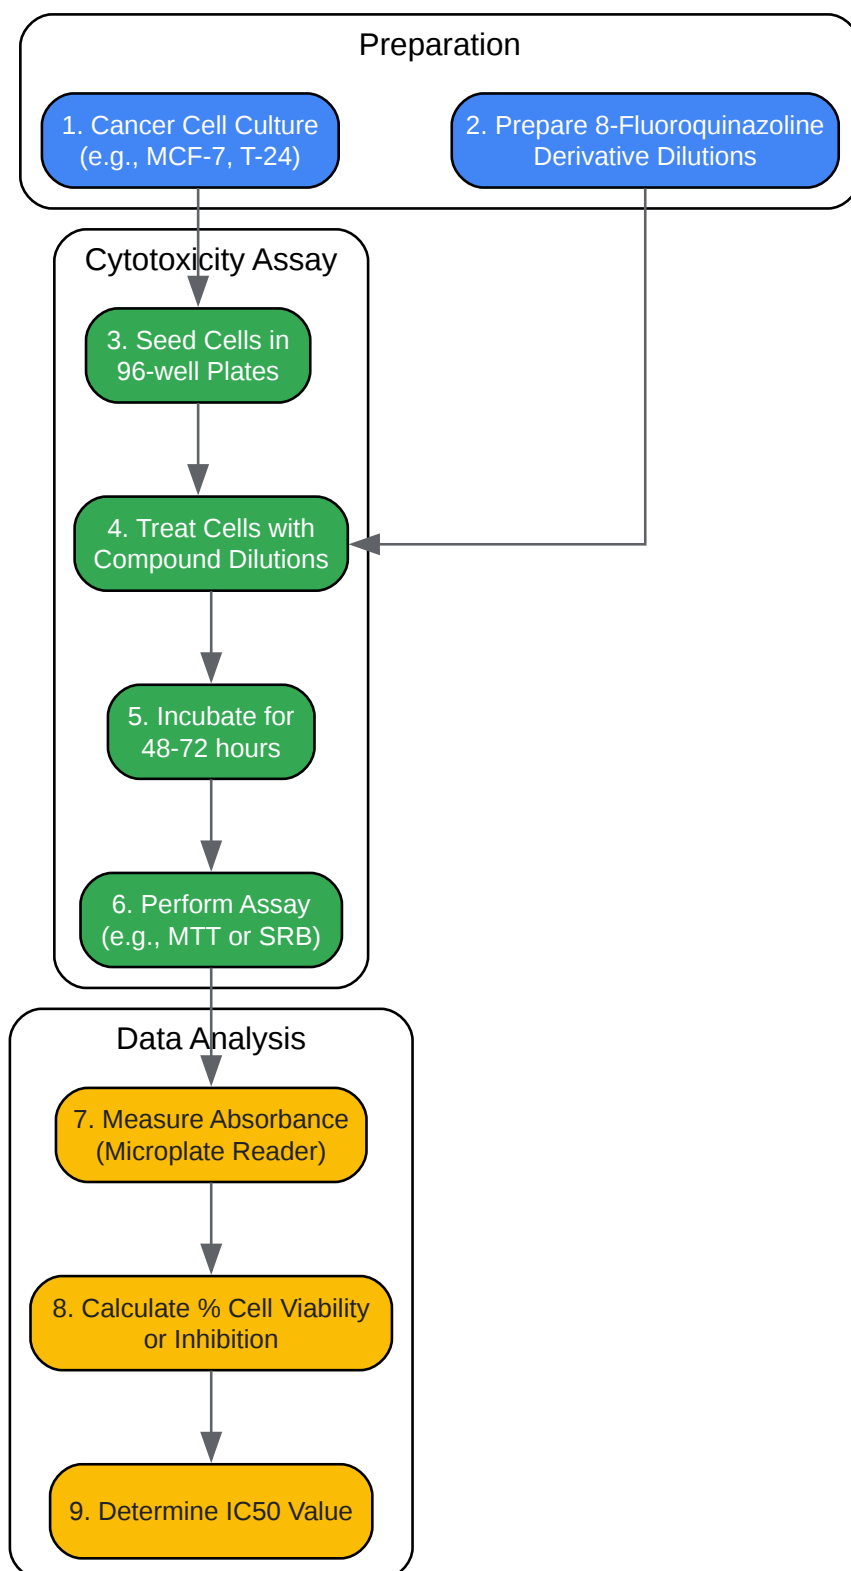 Preparation
1. Cancer Cell Culture
(e.g., MCF-7, T-24)
2. Prepare 8-Fluoroquinazoline
Derivative Dilutions
Cytotoxicity Assay
3. Seed Cells in
96-well Plates
4. Treat Cells with
Compound Dilutions
5. Incubate for
48-72 hours
6. Perform Assay
(e.g., MTT or SRB)
Data Analysis
7. Measure Absorbance
(Microplate Reader)
8. Calculate % Cell Viability
or Inhibition
9. Determine IC50 Value